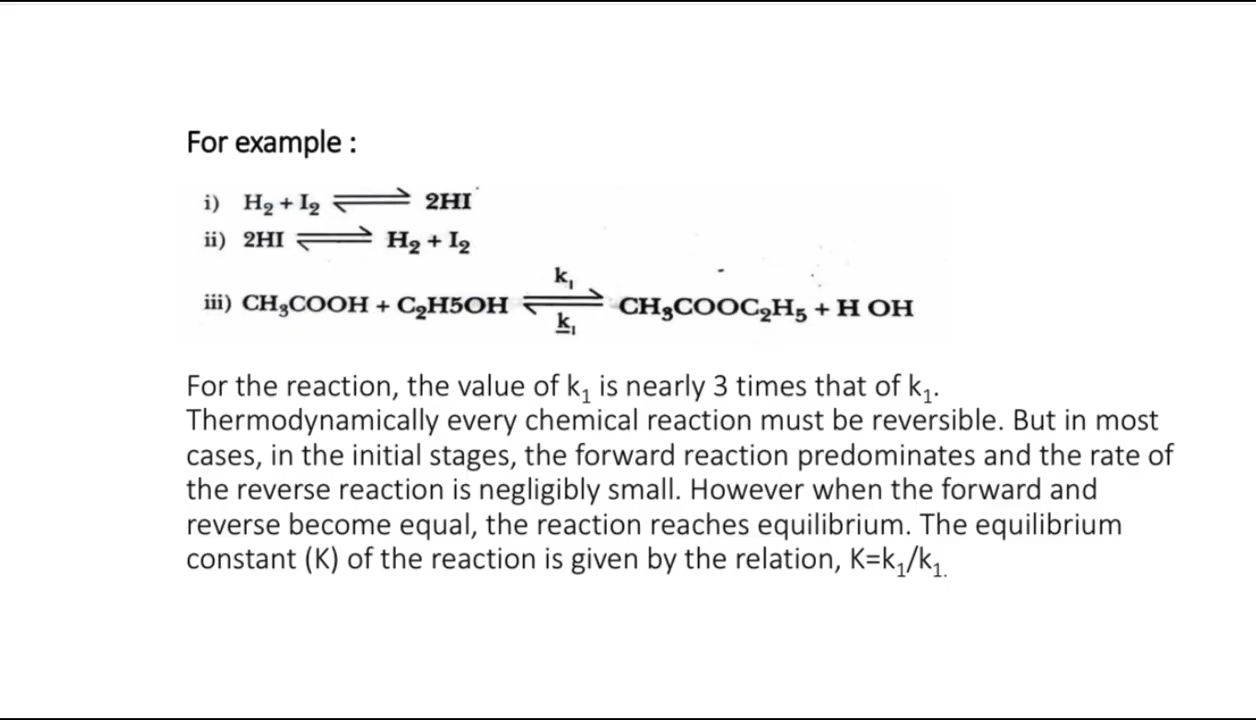 For example :
i) H₂ + I₂ ⇌ 2HI
ii) 2HI ⇌ H₂ + I₂
k₁
iii) CH₃COOH + C₂H5OH ⇌ CH₃COOC₂H₅ + H OH
k̲₁
For the reaction, the value of k₁ is nearly 3 times that of k₁.
Thermodynamically every chemical reaction must be reversible. But in most
cases, in the initial stages, the forward reaction predominates and the rate of
the reverse reaction is negligibly small. However when the forward and
reverse become equal, the reaction reaches equilibrium. The equilibrium
constant (K) of the reaction is given by the relation, K=k₁/k₁.